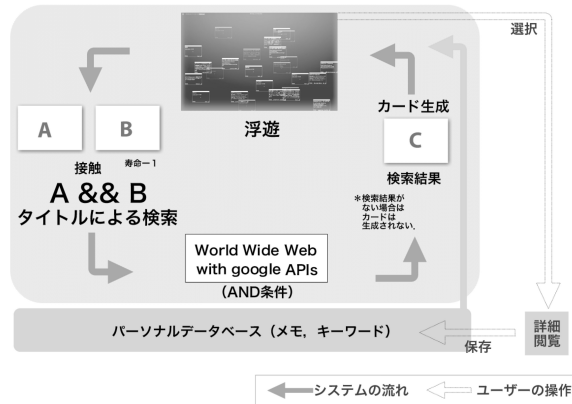 選択
浮遊
カード生成
A
B
C
接触
寿命ー1
A && B
タイトルによる検索
検索結果
＊検索結果が
ない場合は
カードは
生成されない．
World Wide Web
with google APIs
(AND条件)
パーソナルデータベース（メモ，キーワード）
保存
詳細
閲覧
システムの流れ
ユーザーの操作